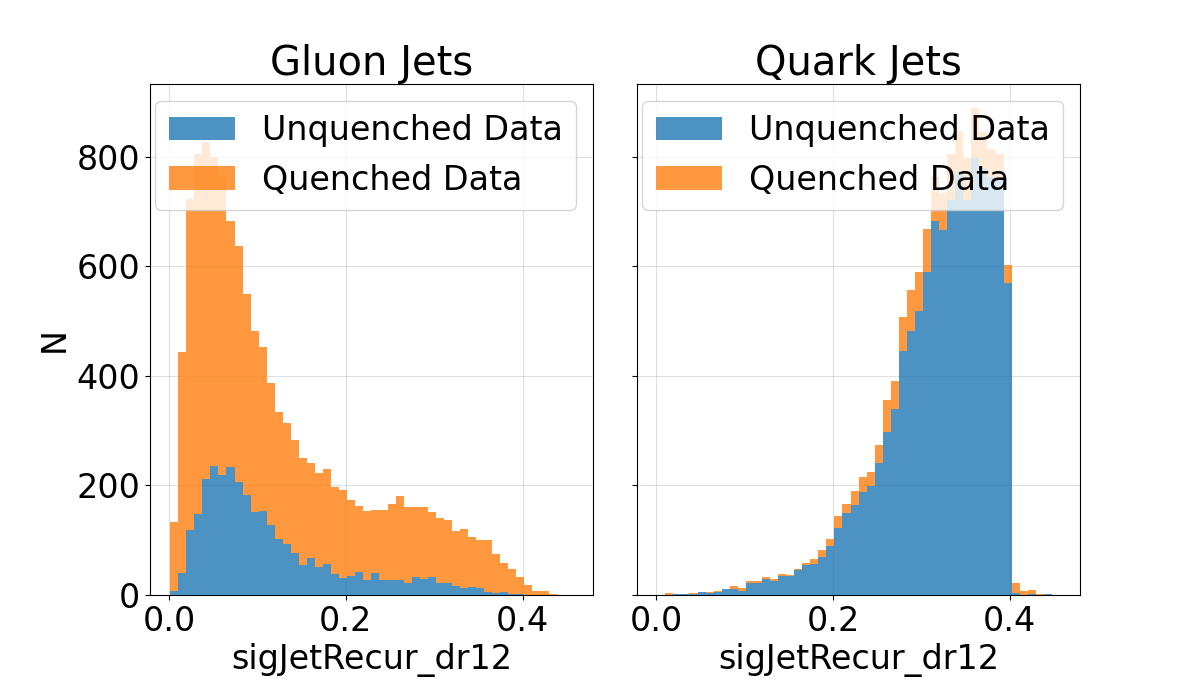 Gluon Jets
Unquenched Data
Quenched Data
800
600
400
200
0
N
0.0 0.2 0.4
sigJetRecur_dr12
Quark Jets
Unquenched Data
Quenched Data
0.0 0.2 0.4
sigJetRecur_dr12